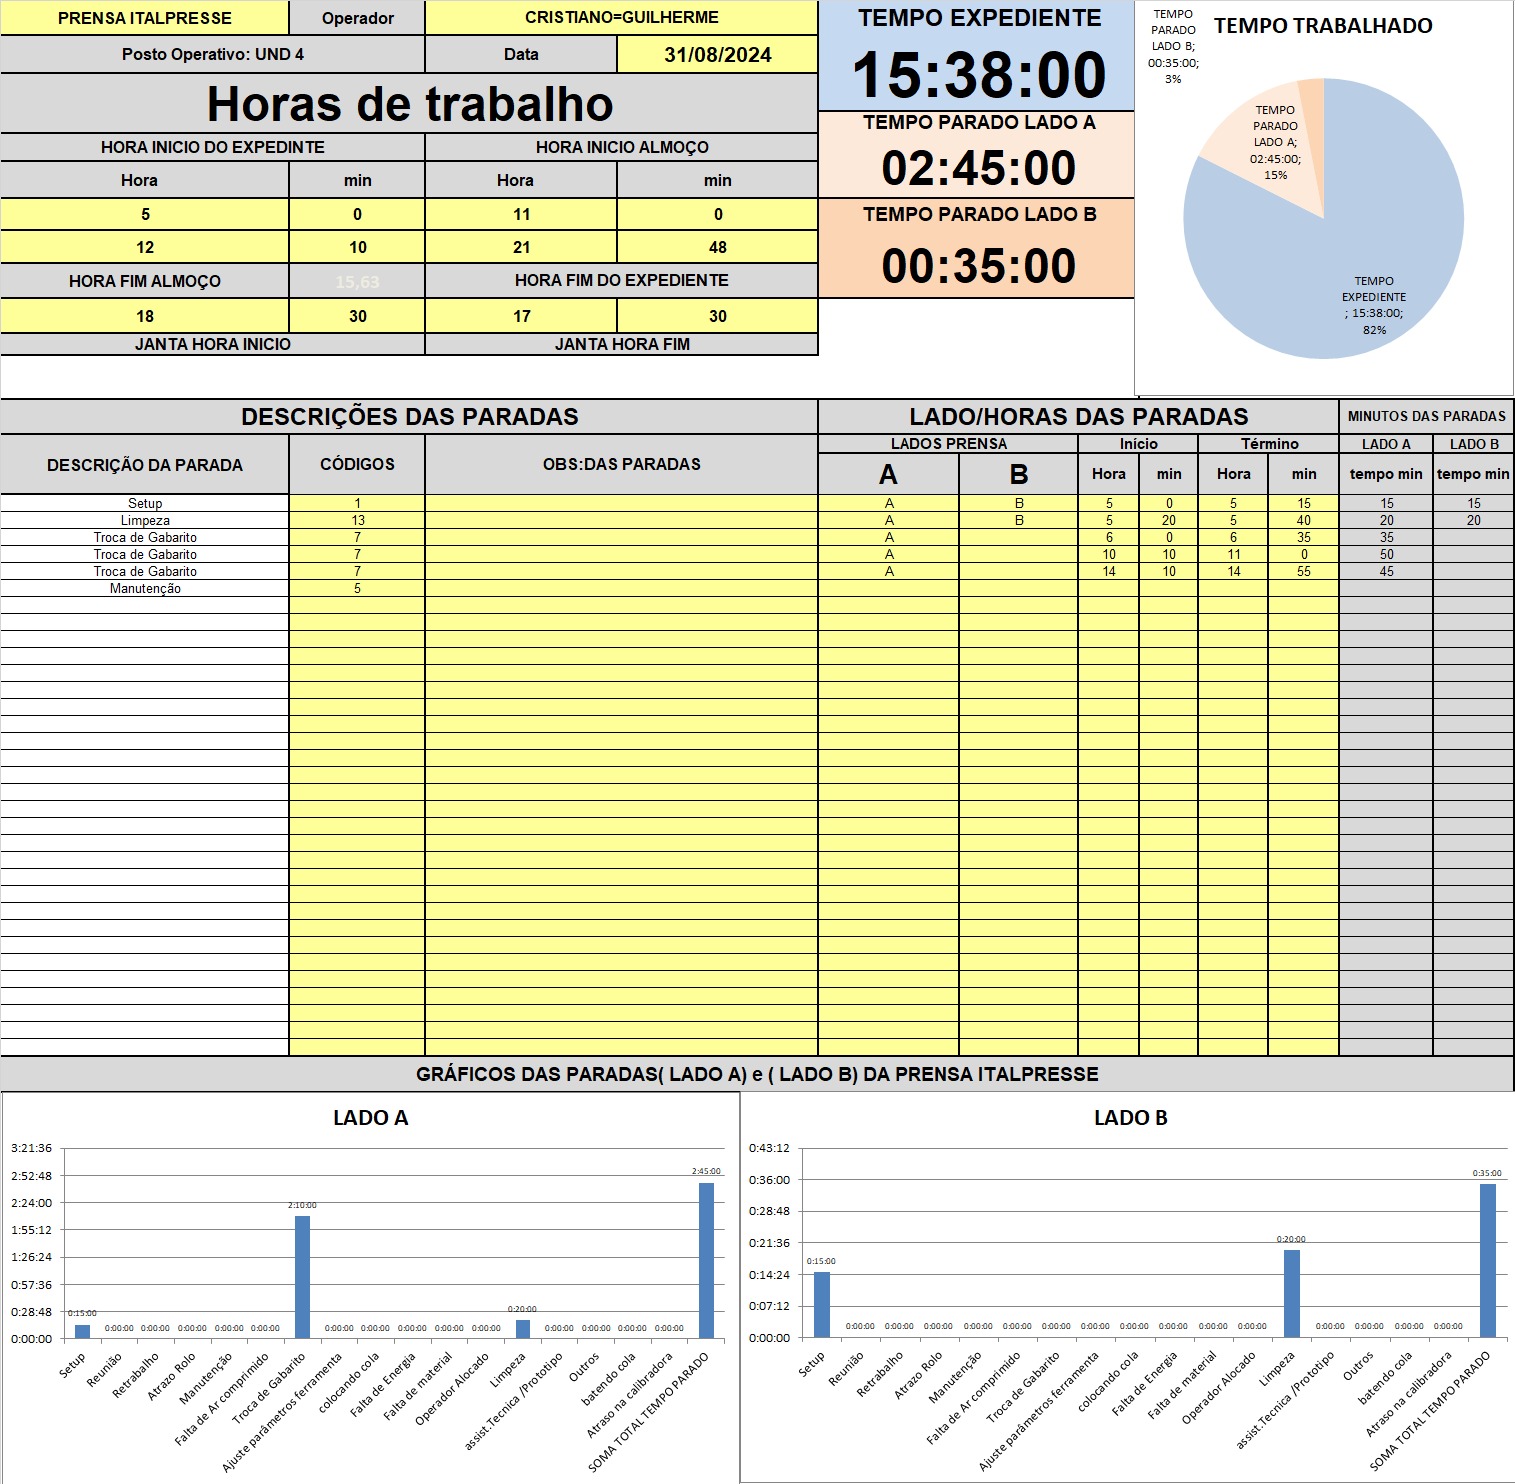 PRENSA ITALPRESSE Operador CRISTIANO=GUILHERME
Posto Operativo: UND 4 Data 31/08/2024
Horas de trabalho
HORA INICIO DO EXPEDINTE HORA INICIO ALMOÇO
Hora min Hora min
5 0 11 0
12 10 21 48
HORA FIM ALMOÇO 15,63 HORA FIM DO EXPEDIENTE
18 30 17 30
JANTA HORA INICIO JANTA HORA FIM
TEMPO EXPEDIENTE
15:38:00
TEMPO PARADO LADO A
02:45:00
TEMPO PARADO LADO B
00:35:00
TEMPO TRABALHADO
TEMPO
PARADO
LADO B;
00:35:00;
3%
TEMPO
PARADO
LADO A;
02:45:00;
15%
TEMPO
EXPEDIENTE
; 15:38:00;
82%
DESCRIÇÕES DAS PARADAS LADO/HORAS DAS PARADAS MINUTOS DAS PARADAS
LADOS PRENSA Início Término LADO A LADO B
DESCRIÇÃO DA PARADA CÓDIGOS OBS:DAS PARADAS A B Hora min Hora min tempo min tempo min
Setup 1 A B 5 0 5 15 15 15
Limpeza 13 A B 5 20 5 40 20 20
Troca de Gabarito 7 A 6 0 6 35 35
Troca de Gabarito 7 A 10 10 11 0 50
Troca de Gabarito 7 A 14 10 14 55 45
Manutenção 5
GRÁFICOS DAS PARADAS( LADO A) e ( LADO B) DA PRENSA ITALPRESSE
LADO A
3:21:36
2:52:48
2:24:00
1:55:12
1:26:24
0:57:36
0:28:48
0:00:00
0:15:00 0:00:00 0:00:00 0:00:00 0:00:00 0:00:00 2:10:00 0:00:00 0:00:00 0:00:00 0:00:00 0:00:00 0:20:00 0:00:00 0:00:00 0:00:00 0:00:00 2:45:00
Setup
Reunião
Retrabalho
Atrazo Rolo
Manutenção
Falta de Ar comprimido
Troca de Gabarito
Ajuste parâmetros ferramenta
colocando cola
Falta de Energia
Falta de material
Operador Alocado
Limpeza
assist.Tecnica /Prototipo
Outros
batendo cola
Atraso na calibradora
SOMA TOTAL TEMPO PARADO
LADO B
0:43:12
0:36:00
0:28:48
0:21:36
0:14:24
0:07:12
0:00:00
0:15:00 0:00:00 0:00:00 0:00:00 0:00:00 0:00:00 0:00:00 0:00:00 0:00:00 0:00:00 0:00:00 0:00:00 0:20:00 0:00:00 0:00:00 0:00:00 0:00:00 0:35:00
Setup
Reunião
Retrabalho
Atrazo Rolo
Manutenção
Falta de Ar comprimido
Troca de Gabarito
Ajuste parâmetros ferramenta
colocando cola
Falta de Energia
Falta de material
Operador Alocado
Limpeza
assist.Tecnica /Prototipo
Outros
batendo cola
Atraso na calibradora
SOMA TOTAL TEMPO PARADO